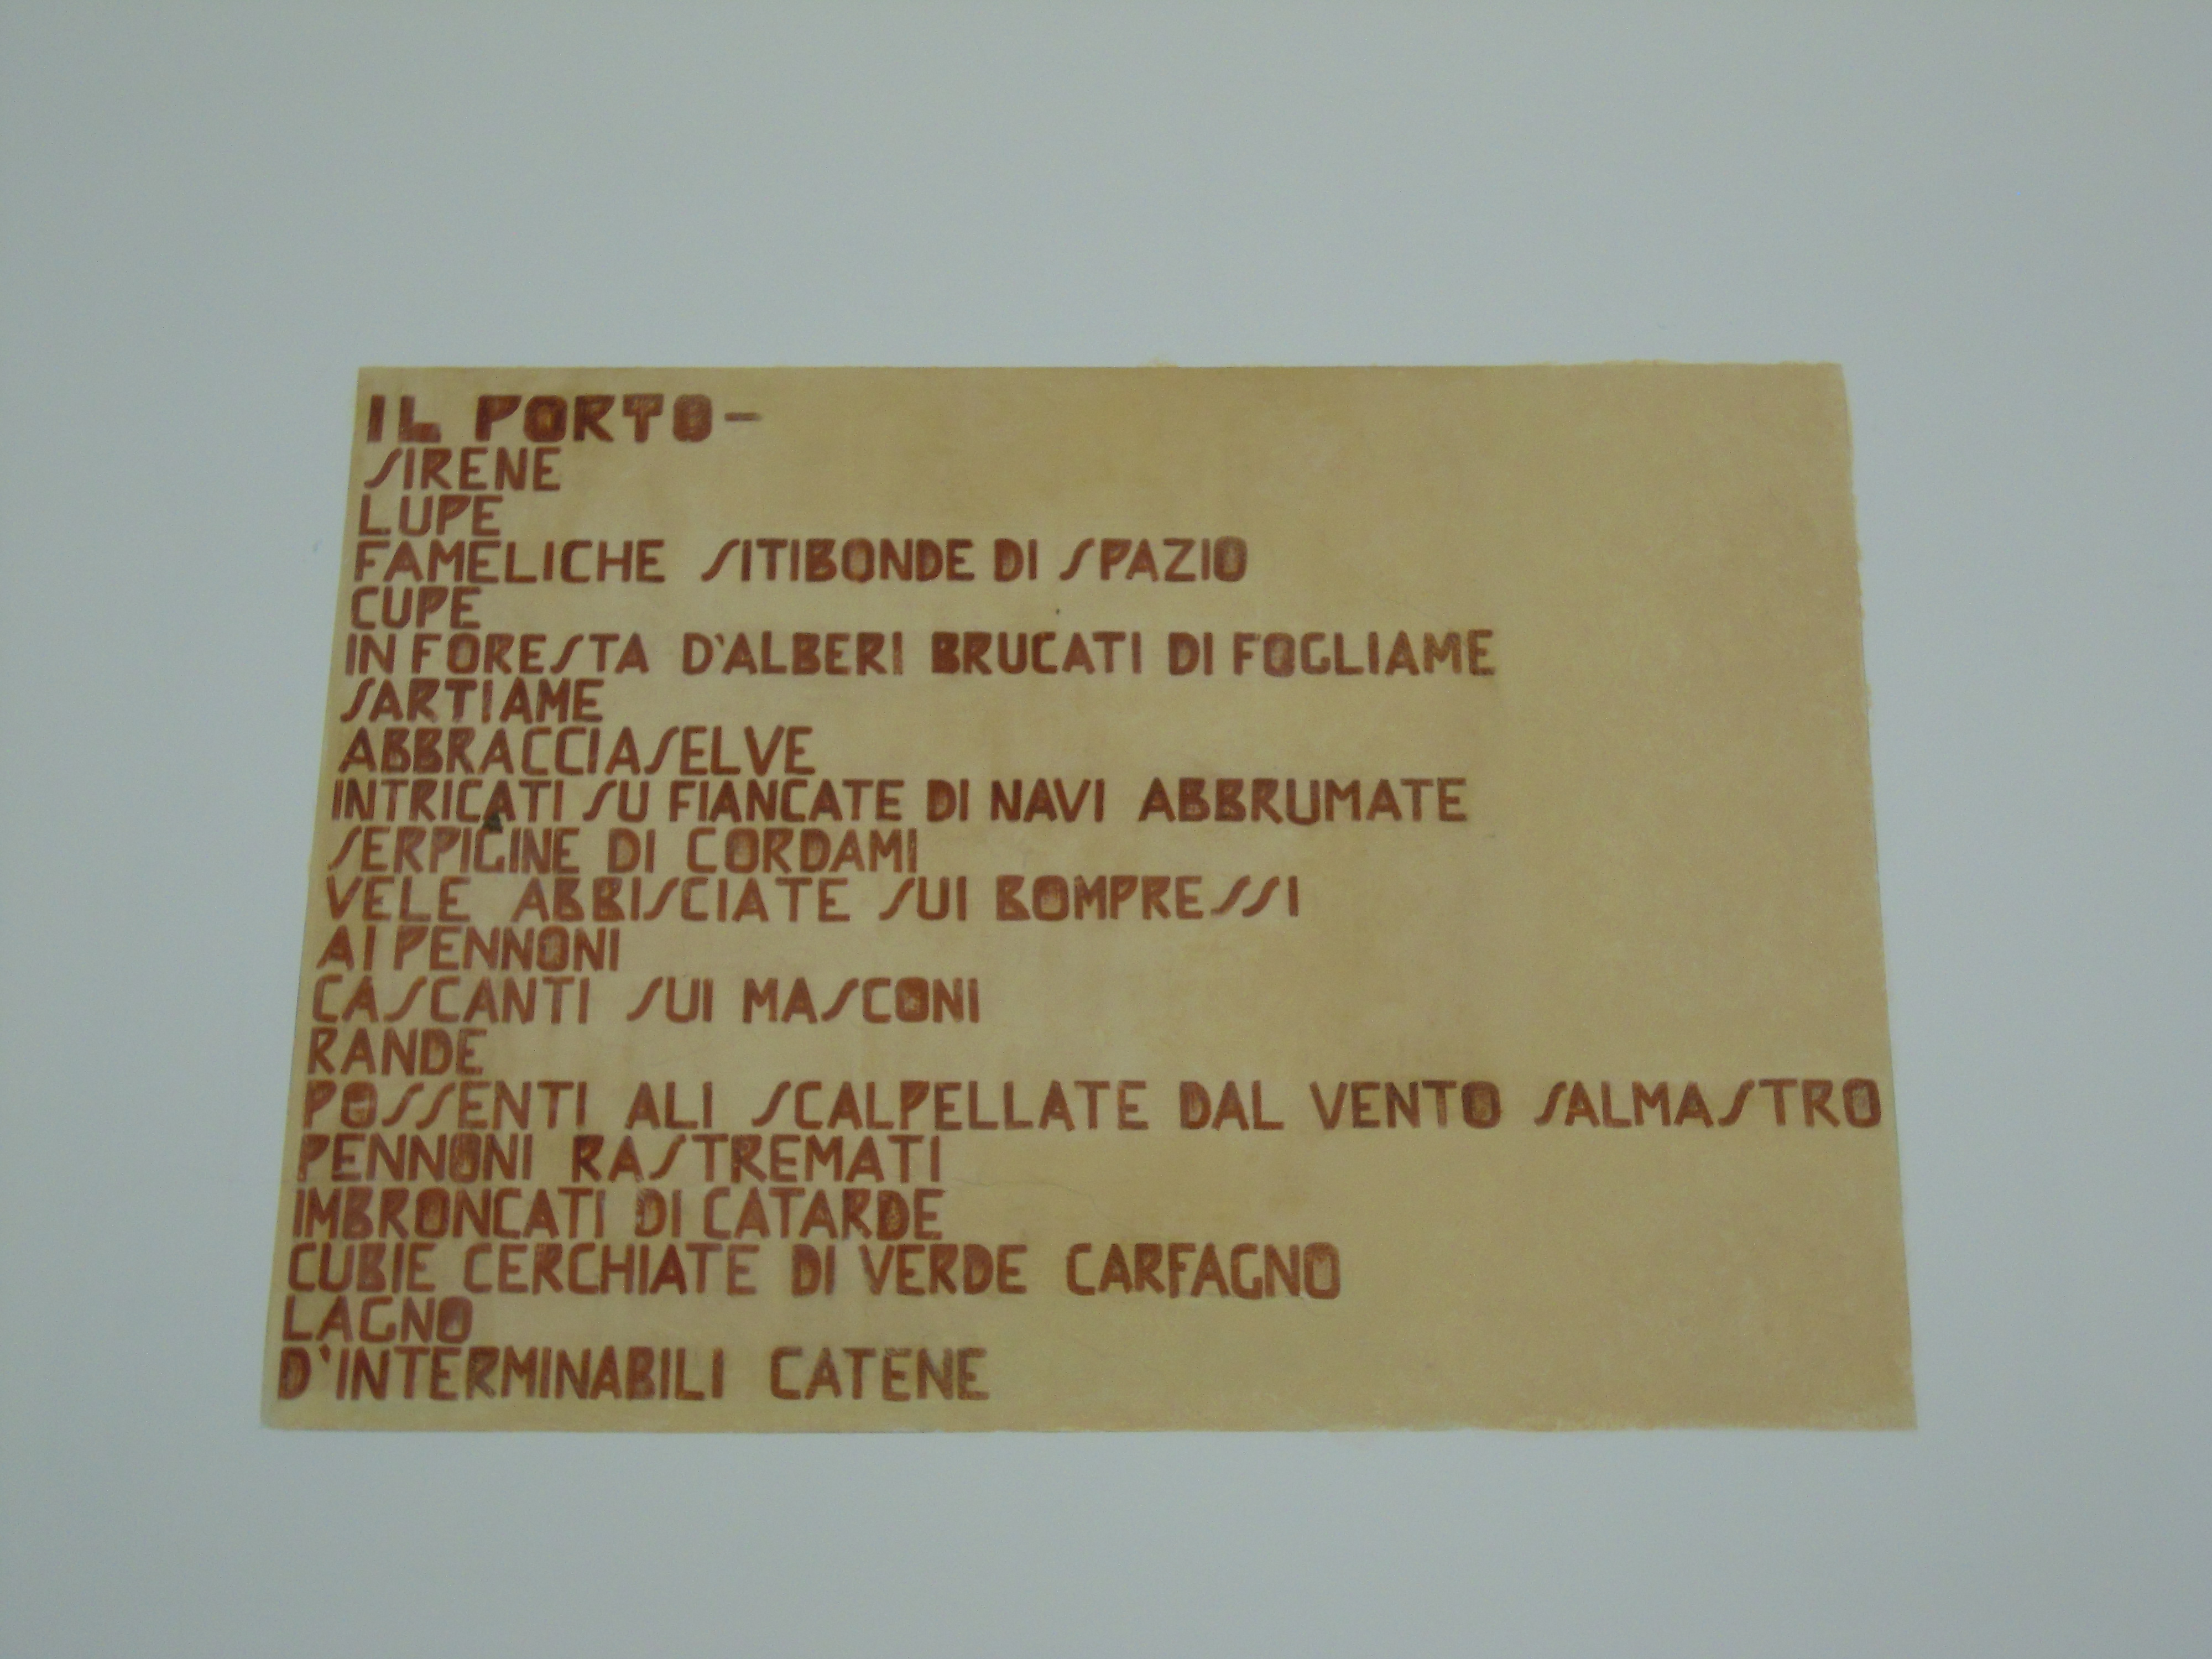 IL PORTO-
SIRENE
LUPE
FAMELICHE SITIBONDE DI SPAZIO
CUPE
IN FORESTA D'ALBERI BRUCATI DI FOGLIAME
SARTIAME
ABBRACCIASELVE
INTRICATI SU FIANCATE DI NAVI ABBRUMATE
SERPIGINE DI CORDAMI
VELE ABBISCIATE SUI BOMPRESSI
AI PENNONI
CASCANTI SUI MASCONI
RANDE
POSSENTI ALI SCALPELLATE DAL VENTO SALMASTRO
PENNONI RASTREMATI
IMBRONCATI DI CATARDE
CUBIE CERCHIATE DI VERDE CARFAGNO
LAGNO
D'INTERMINABILI CATENE